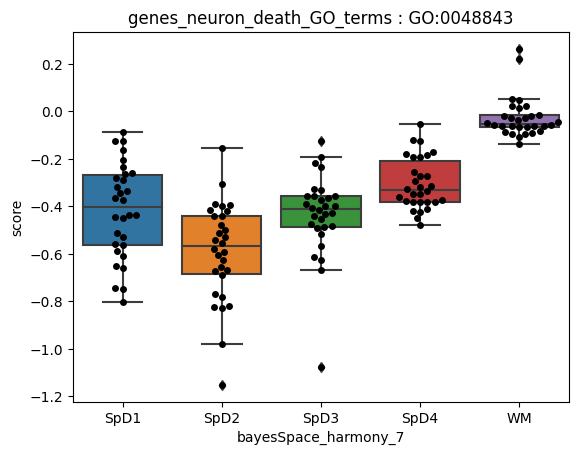 genes_neuron_death_GO_terms : GO:0048843
score
0.2
0.0
−0.2
−0.4
−0.6
−0.8
−1.0
−1.2
SpD1 SpD2 SpD3 SpD4 WM
bayesSpace_harmony_7